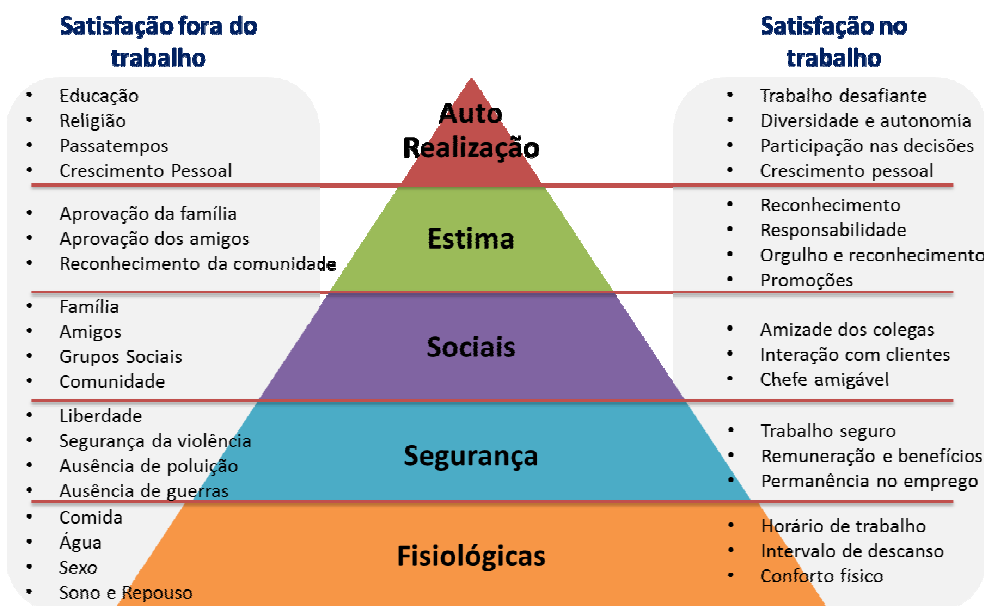 Satisfação fora do
trabalho
Satisfação no
trabalho
• Educação
• Religião
• Passatempos
• Crescimento Pessoal
Auto
Realização
• Trabalho desafiante
• Diversidade e autonomia
• Participação nas decisões
• Crescimento pessoal
• Aprovação da família
• Aprovação dos amigos
• Reconhecimento da comunidade
Estima
• Reconhecimento
• Responsabilidade
• Orgulho e reconhecimento
• Promoções
• Família
• Amigos
• Grupos Sociais
• Comunidade
Sociais
• Amizade dos colegas
• Interação com clientes
• Chefe amigável
• Liberdade
• Segurança da violência
• Ausência de poluição
• Ausência de guerras
Segurança
• Trabalho seguro
• Remuneração e benefícios
• Permanência no emprego
• Comida
• Água
• Sexo
• Sono e Repouso
Fisiológicas
• Horário de trabalho
• Intervalo de descanso
• Conforto físico